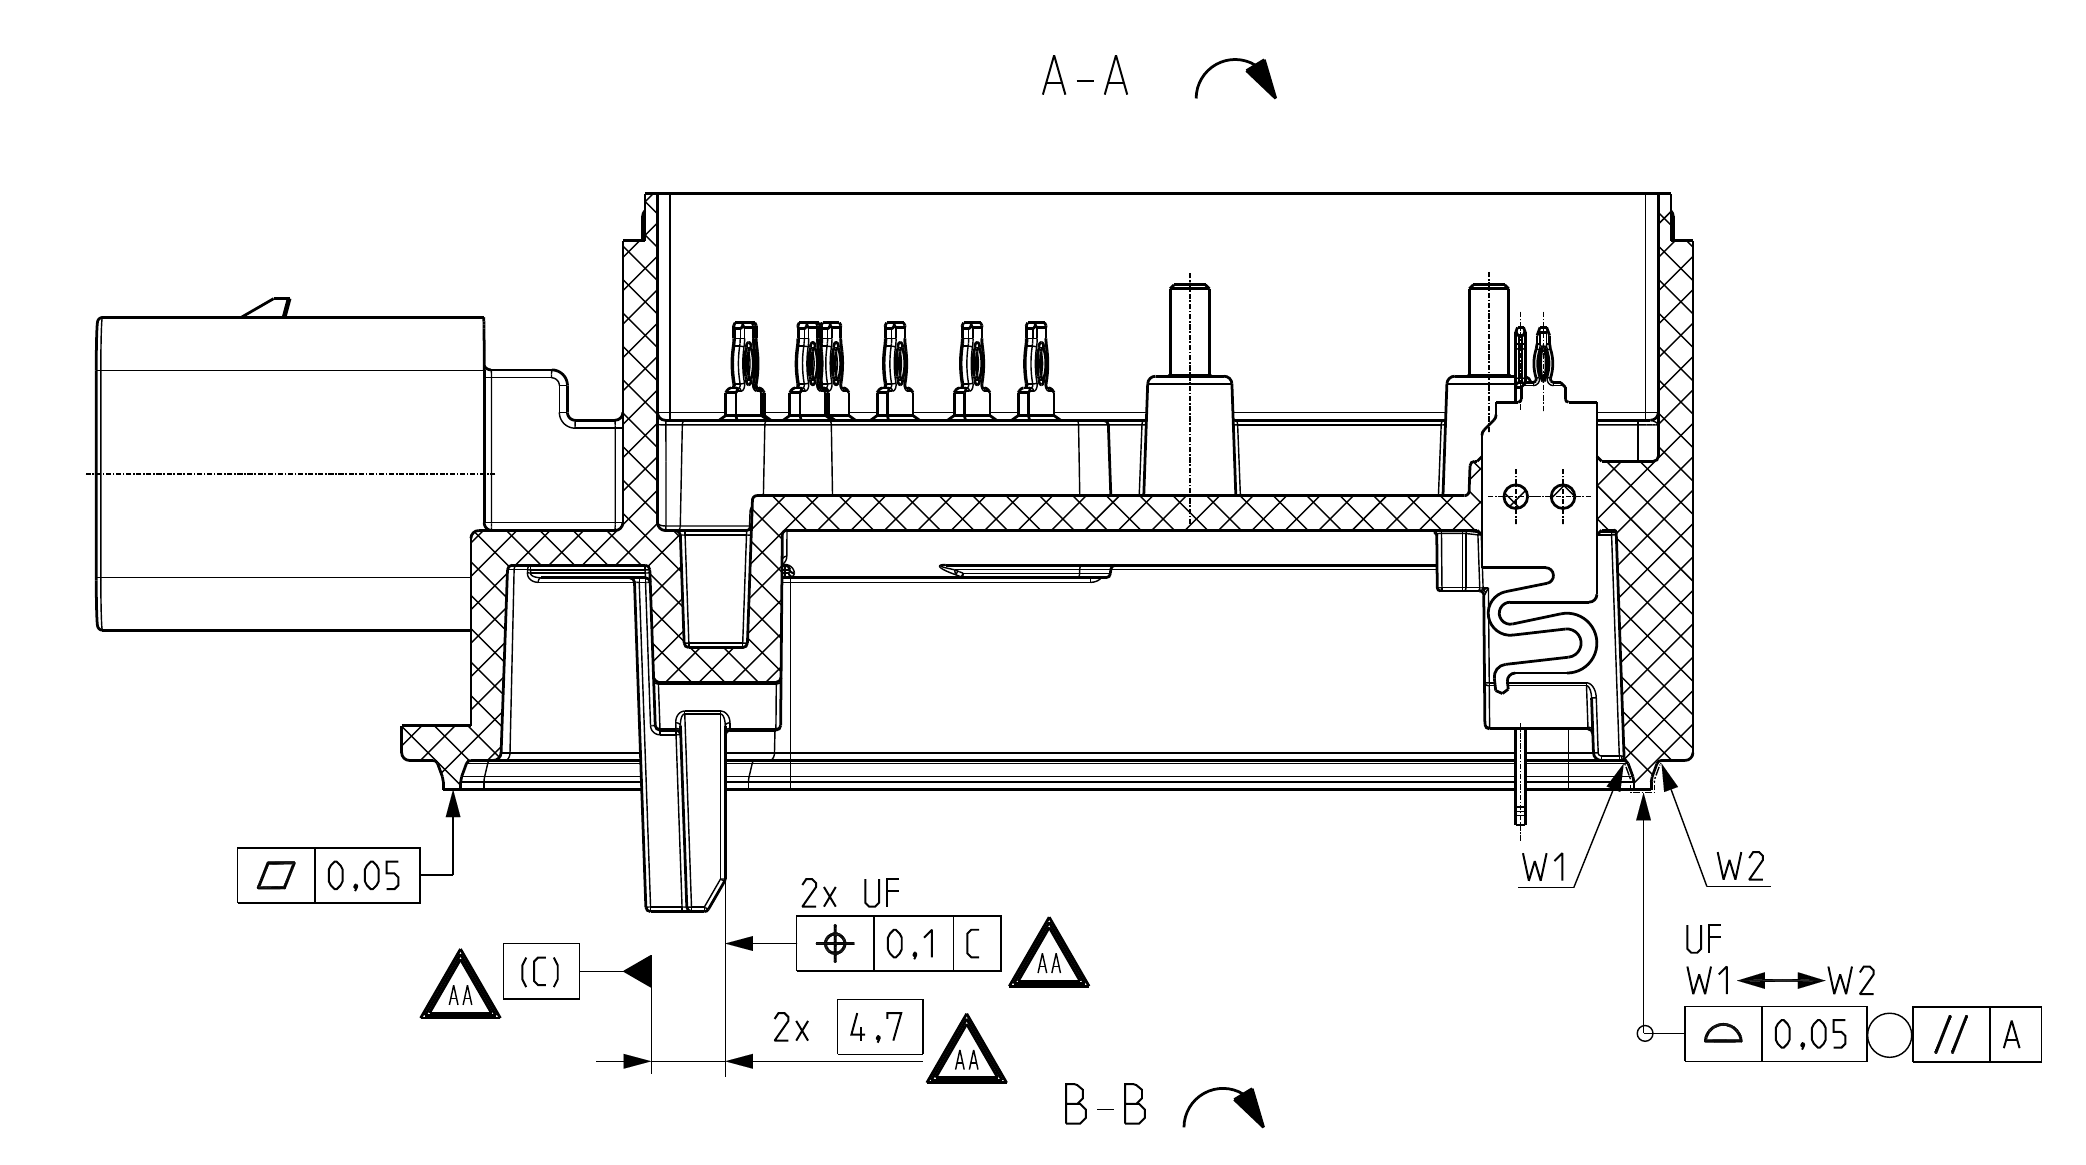 A-A
W1
W2
0,05
2x UF
0,1 C
AA
(C)
AA
2x 4,7
AA
UF
W1 W2
0,05 // A
B-B